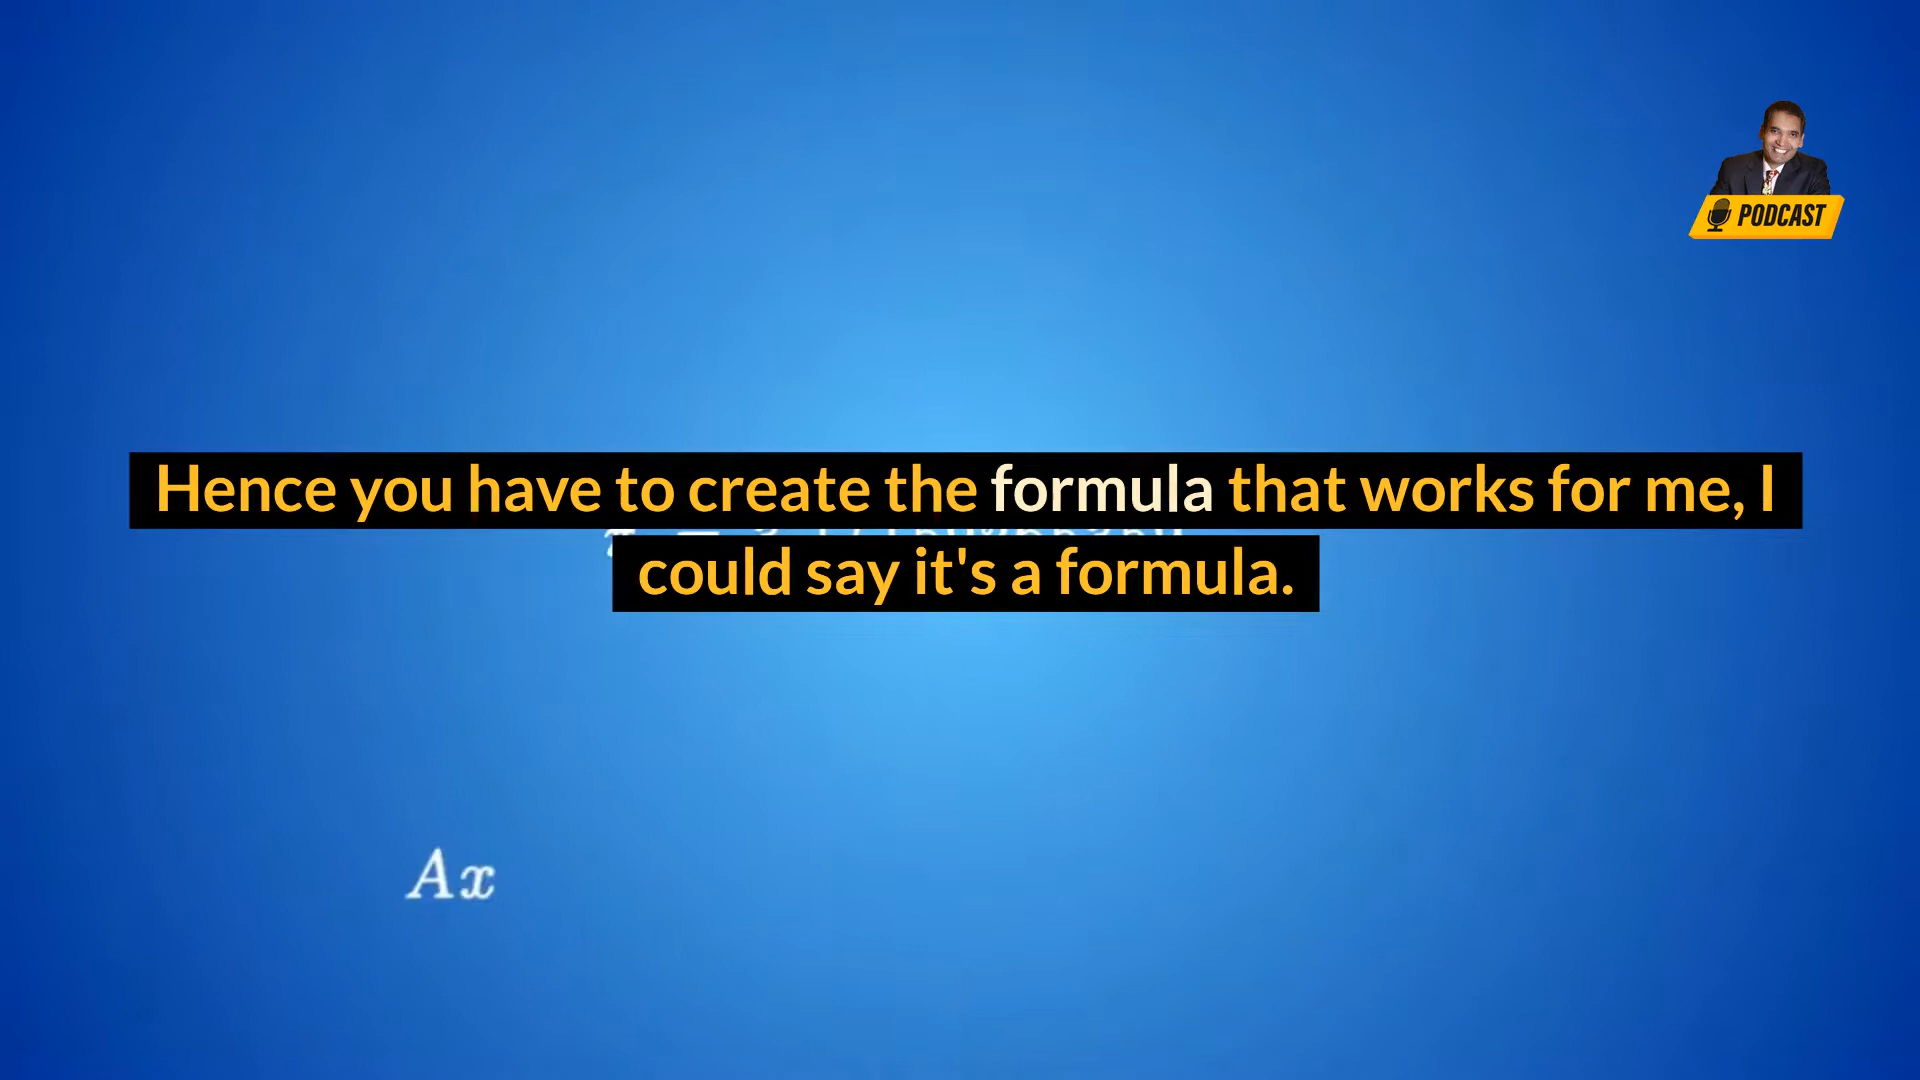 PODCAST
Hence you have to create the formula that works for me, I
could say it's a formula.
Ax